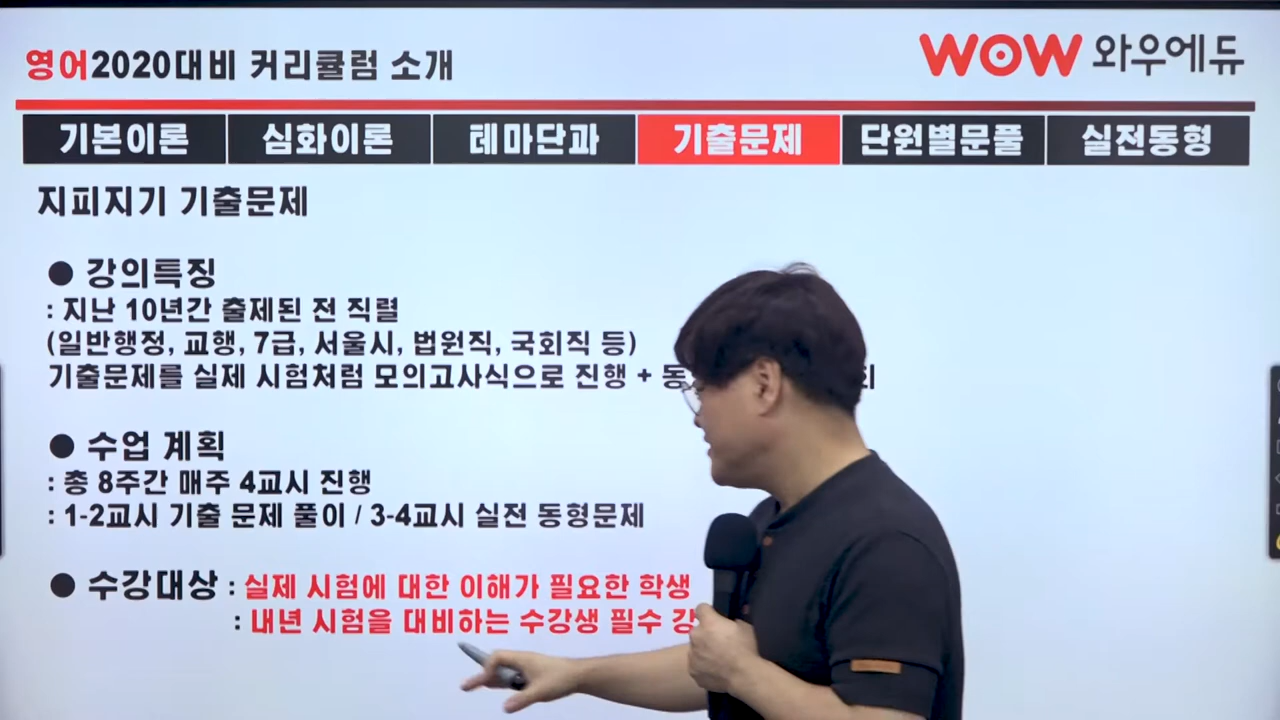 영어2020대비 커리큘럼 소개
WOW 와우에듀
기본이론 심화이론 테마단과 기출문제 단원별문풀 실전동형
지피지기 기출문제
● 강의특징
: 지난 10년간 출제된 전 직렬
(일반행정, 교행, 7급, 서울시, 법원직, 국회직 등)
기출문제를 실제 시험처럼 모의고사식으로 진행 + 동
● 수업 계획
: 총 8주간 매주 4교시 진행
: 1-2교시 기출 문제 풀이 / 3-4교시 실전 동형문제
● 수강대상 : 실제 시험에 대한 이해가 필요한 학생
: 내년 시험을 대비하는 수강생 필수 강